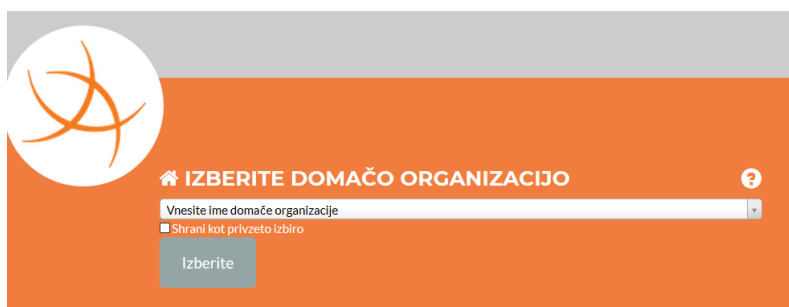 IZBERITE DOMAČO ORGANIZACIJO
Vnesite ime domače organizacije
Shrani kot privzeto izbiro
Izberite